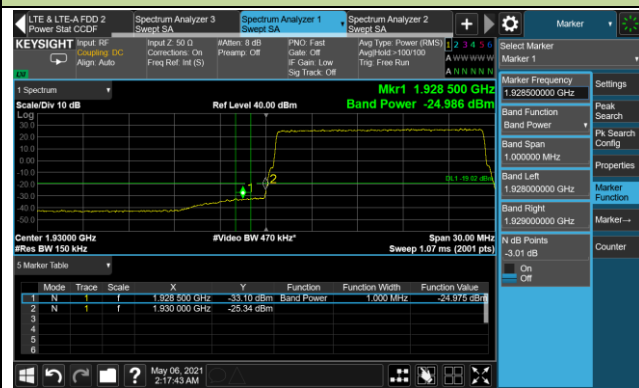 LTE & LTE-A FDD 2
Power Stat CCDF
Spectrum Analyzer 3
Swept SA
Spectrum Analyzer 1
Swept SA
Spectrum Analyzer 2
Swept SA
Marker
KEYSIGHT
Input: RF
Coupling: DC
Align: Auto
Input Z: 50 Ω
Corrections: On
Freq Ref: Int (S)
#Atten: 8 dB
Preamp: Off
PNO: Fast
Gate: Off
IF Gain: Low
Sig Track: Off
Avg Type: Power (RMS)
Avg|Hold:>100/100
Trig: Free Run
1 2 3 4 5 6
A W W W W W
A N N N N N
LXI
Select Marker
Marker 1
1 Spectrum
Scale/Div 10 dB
Ref Level 40.00 dBm
Mkr1 1.928 500 GHz
Band Power -24.986 dBm
Log
30.0
20.0
10.0
0.00
-10.0
-20.0
-30.0
-40.0
-50.0
1
2
Center 1.93000 GHz
#Video BW 470 kHz*
Span 30.00 MHz
#Res BW 150 kHz
Sweep 1.07 ms (2001 pts)
5 Marker Table
Mode Trace Scale X Y Function Function Width Function Value
1 N 1 f 1.928 500 GHz -33.10 dBm Band Power 1.000 MHz -24.975 dBm
2 N 1 f 1.930 000 GHz -25.34 dBm
3
4
5
6
Marker Frequency
1.928500000 GHz
Band Function
Band Power
Band Span
1.000000 MHz
Band Left
1.928000000 GHz
Band Right
1.929000000 GHz
N dB Points
-3.01 dB
On
Off
Settings
Peak
Search
Pk Search
Config
Properties
Marker
Function
Marker→
Counter
?
May 06, 2021
2:17:43 AM